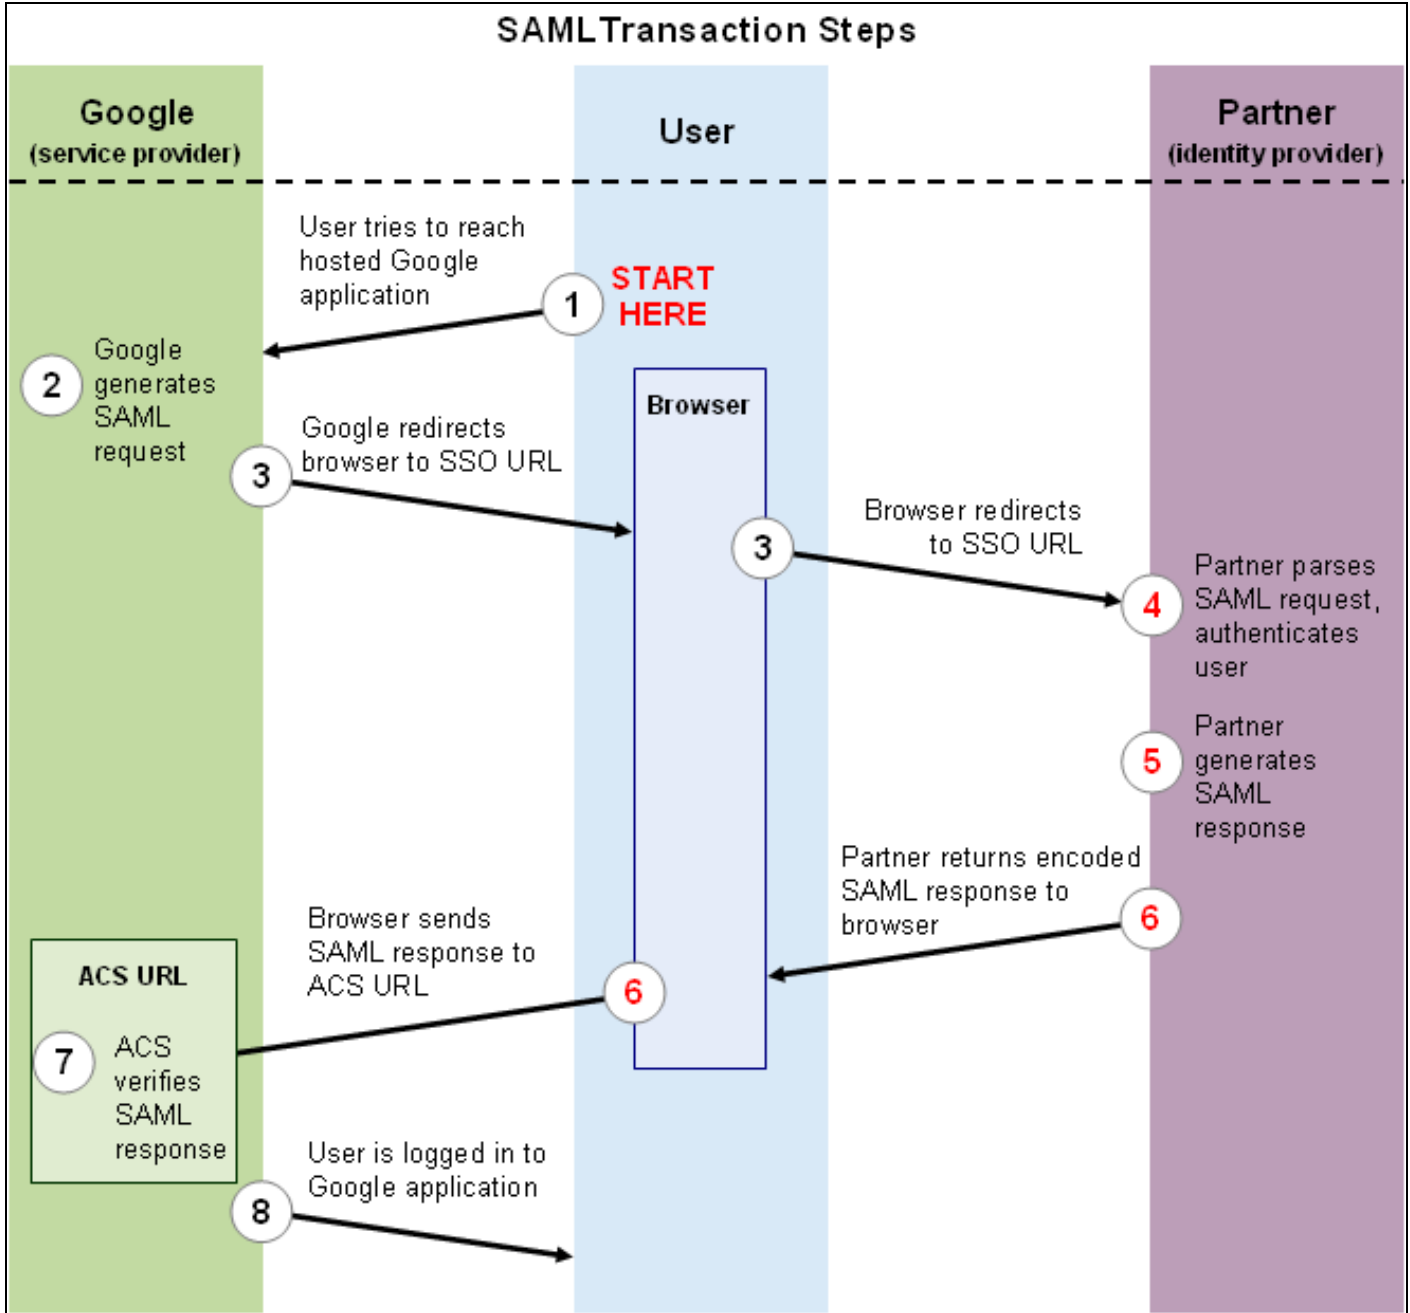 SAML Transaction Steps
Google
(service provider)
User
Partner
(identity provider)
User tries to reach
hosted Google
application
1
START
HERE
2
Google
generates
SAML
request
Browser
3
Google redirects
browser to SSO URL
3
Browser redirects
to SSO URL
4
Partner parses
SAML request,
authenticates
user
5
Partner
generates
SAML
response
Partner returns encoded
SAML response to
browser
6
Browser sends
SAML response to
ACS URL
6
ACS URL
7
ACS
verifies
SAML
response
User is logged in to
Google application
8